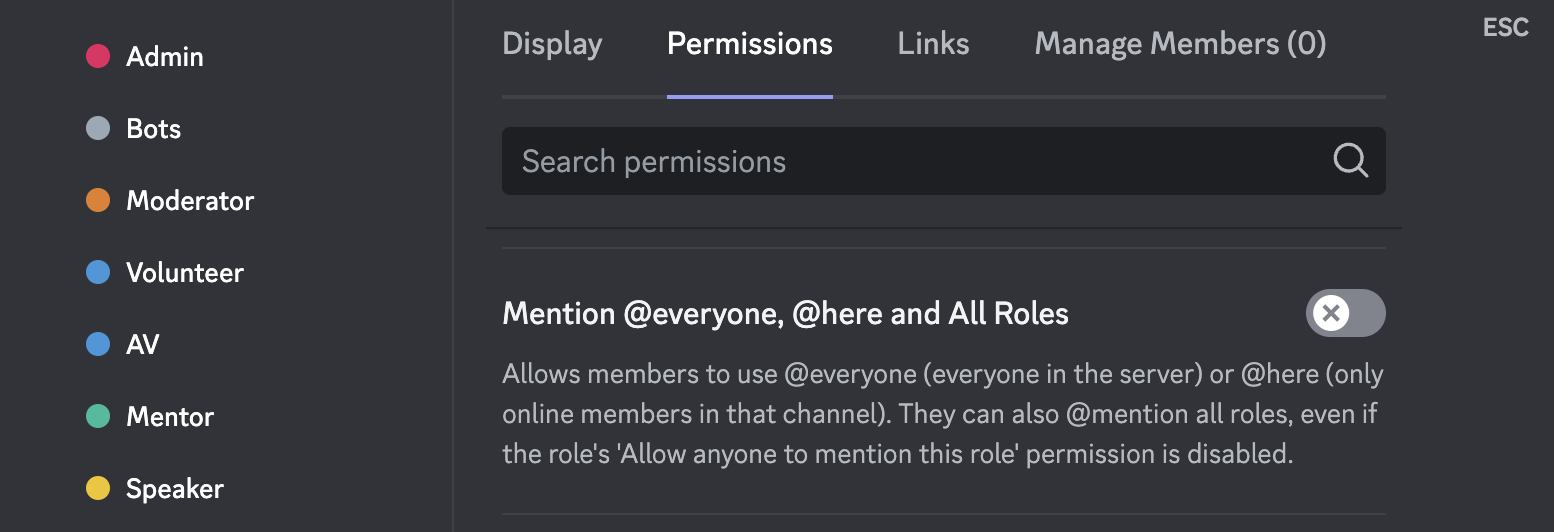 Admin
Bots
Moderator
Volunteer
AV
Mentor
Speaker
Display Permissions Links Manage Members (0)
ESC
Search permissions
Mention @everyone, @here and All Roles
Allows members to use @everyone (everyone in the server) or @here (only
online members in that channel). They can also @mention all roles, even if
the role's 'Allow anyone to mention this role' permission is disabled.